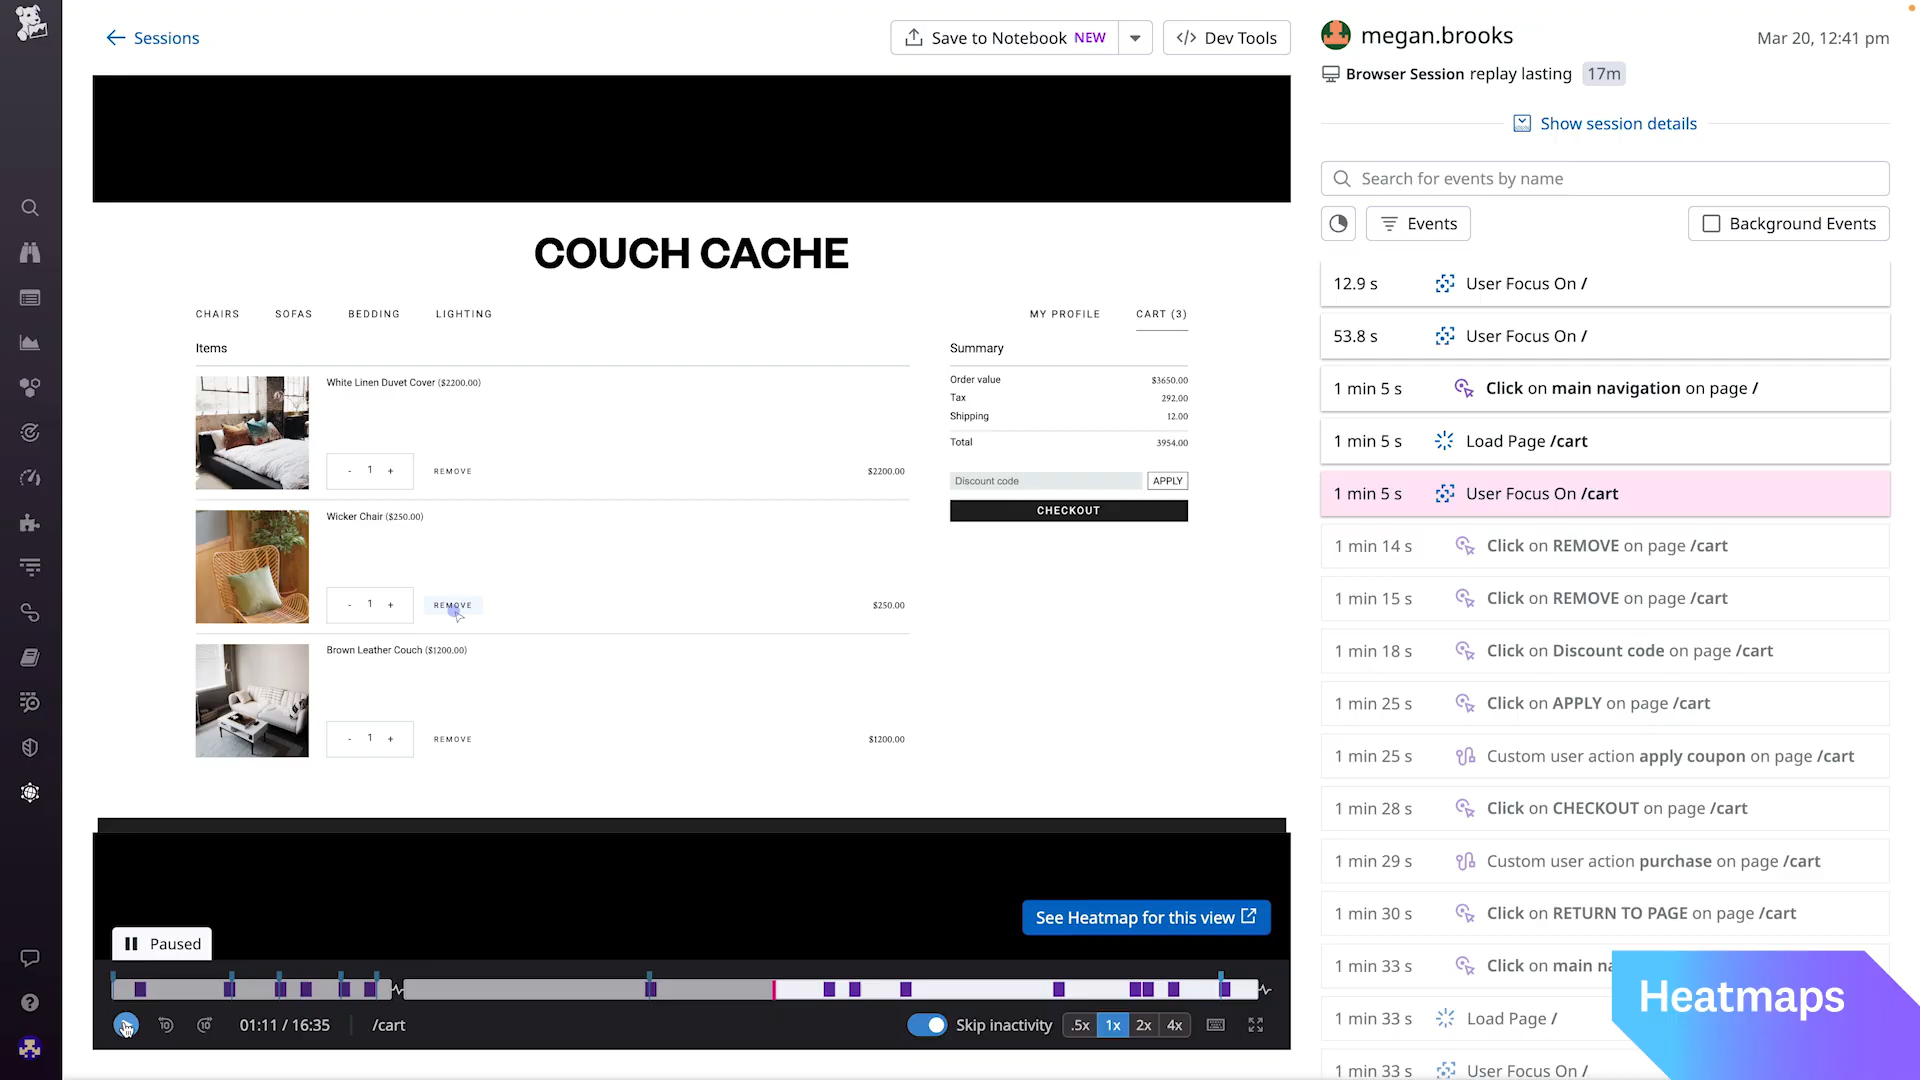 Sessions
Save to Notebook NEW
Dev Tools
megan.brooks
Mar 20, 12:41 pm
Browser Session replay lasting 17m
Show session details
Search for events by name
Events
Background Events
COUCH CACHE
CHAIRS SOFAS BEDDING LIGHTING
MY PROFILE CART (3)
Items
White Linen Duvet Cover ($2200.00)
- 1 + REMOVE $2200.00
Wicker Chair ($250.00)
- 1 + REMOVE $250.00
Brown Leather Couch ($1200.00)
- 1 + REMOVE $1200.00
Summary
Order value $3650.00
Tax 292.00
Shipping 12.00
Total 3954.00
Discount code APPLY
CHECKOUT
See Heatmap for this view
Paused
10 10 01:11 / 16:35 /cart
Skip inactivity .5x 1x 2x 4x
12.9 s User Focus On /
53.8 s User Focus On /
1 min 5 s Click on main navigation on page /
1 min 5 s Load Page /cart
1 min 5 s User Focus On /cart
1 min 14 s Click on REMOVE on page /cart
1 min 15 s Click on REMOVE on page /cart
1 min 18 s Click on Discount code on page /cart
1 min 25 s Click on APPLY on page /cart
1 min 25 s Custom user action apply coupon on page /cart
1 min 28 s Click on CHECKOUT on page /cart
1 min 29 s Custom user action purchase on page /cart
1 min 30 s Click on RETURN TO PAGE on page /cart
1 min 33 s Click on main na
1 min 33 s Load Page /
1 min 33 s User Focus On /
Heatmaps